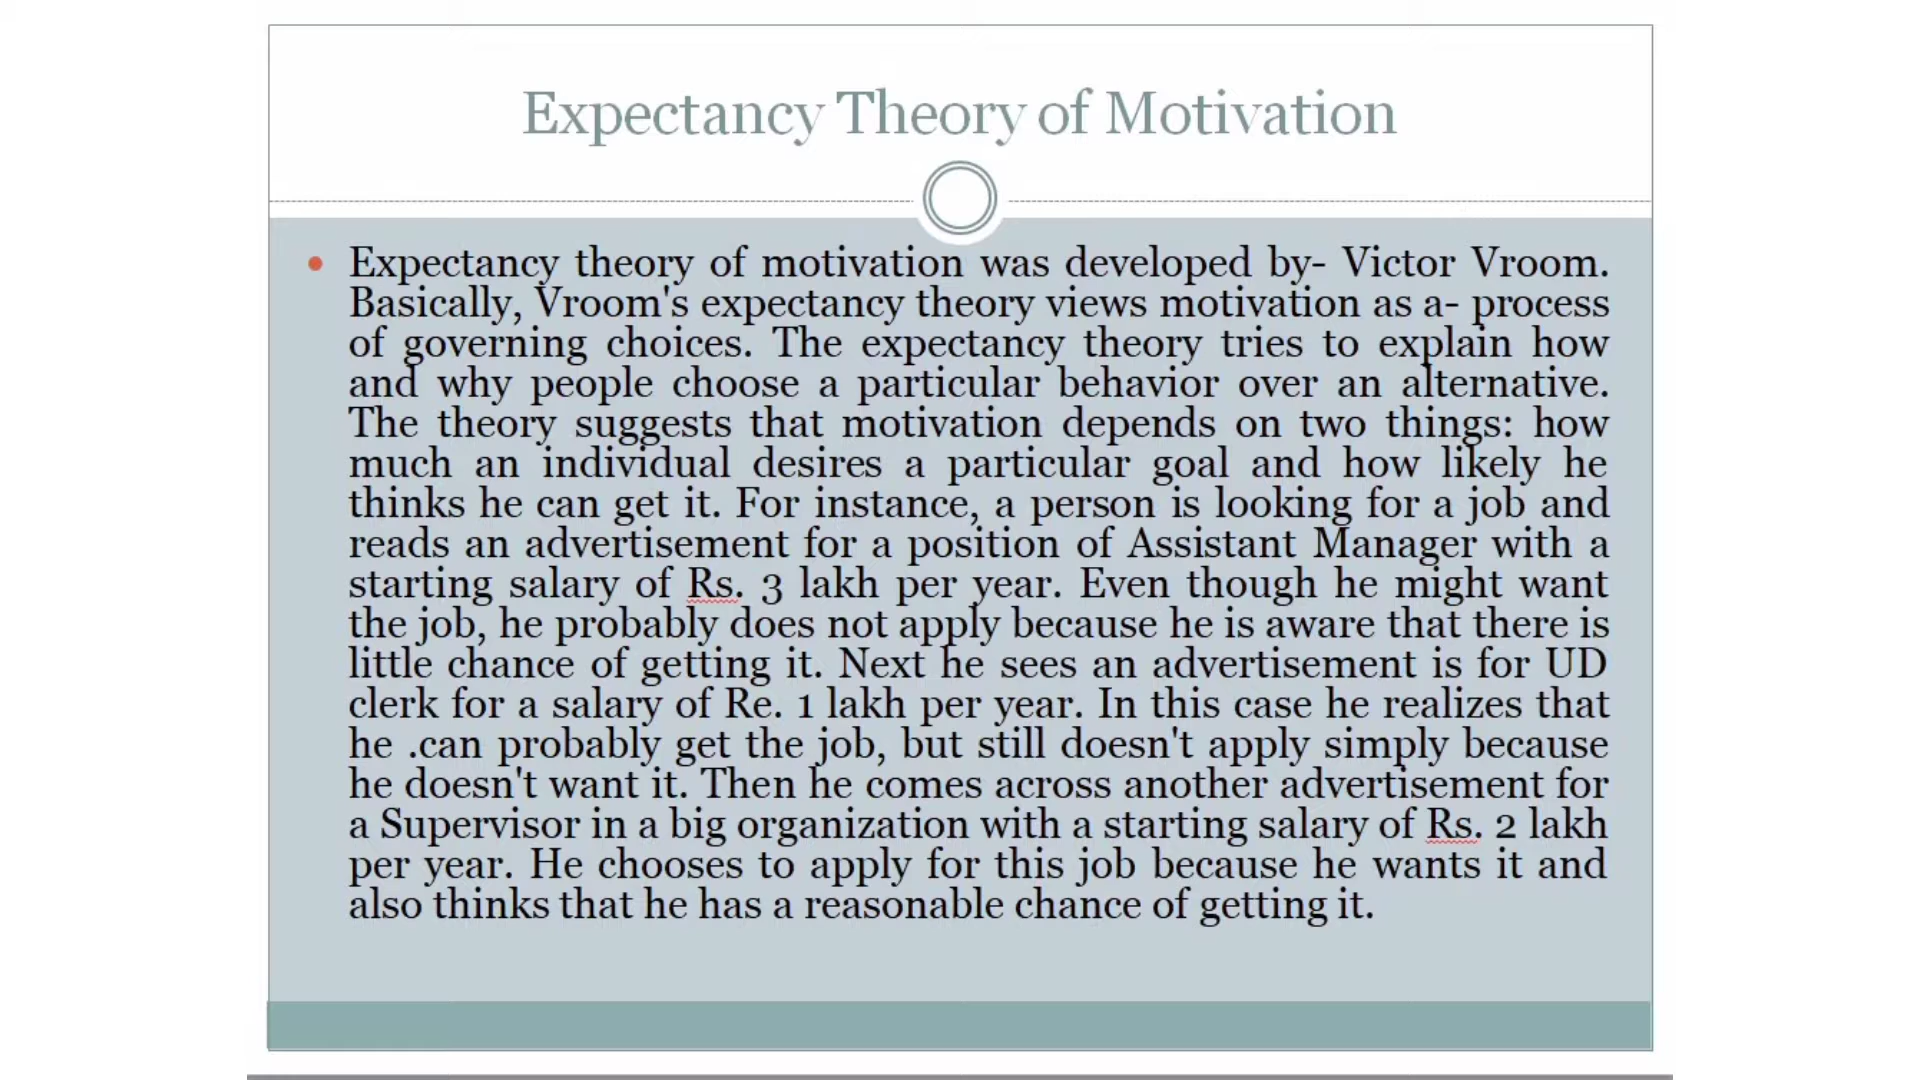 Expectancy Theory of Motivation
• Expectancy theory of motivation was developed by- Victor Vroom.
Basically, Vroom's expectancy theory views motivation as a- process
of governing choices. The expectancy theory tries to explain how
and why people choose a particular behavior over an alternative.
The theory suggests that motivation depends on two things: how
much an individual desires a particular goal and how likely he
thinks he can get it. For instance, a person is looking for a job and
reads an advertisement for a position of Assistant Manager with a
starting salary of Rs. 3 lakh per year. Even though he might want
the job, he probably does not apply because he is aware that there is
little chance of getting it. Next he sees an advertisement is for UD
clerk for a salary of Re. 1 lakh per year. In this case he realizes that
he .can probably get the job, but still doesn't apply simply because
he doesn't want it. Then he comes across another advertisement for
a Supervisor in a big organization with a starting salary of Rs. 2 lakh
per year. He chooses to apply for this job because he wants it and
also thinks that he has a reasonable chance of getting it.